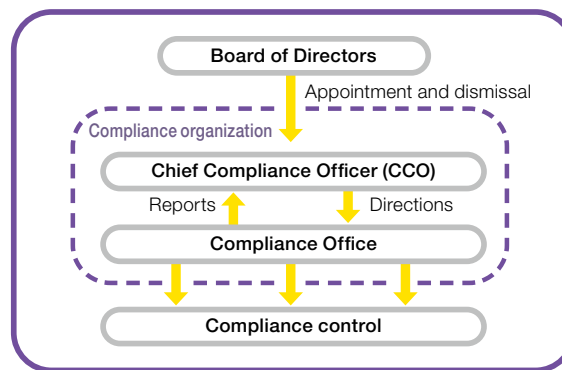 Board of Directors
Appointment and dismissal
Compliance organization
Chief Compliance Officer (CCO)
Reports
Directions
Compliance Office
Compliance control